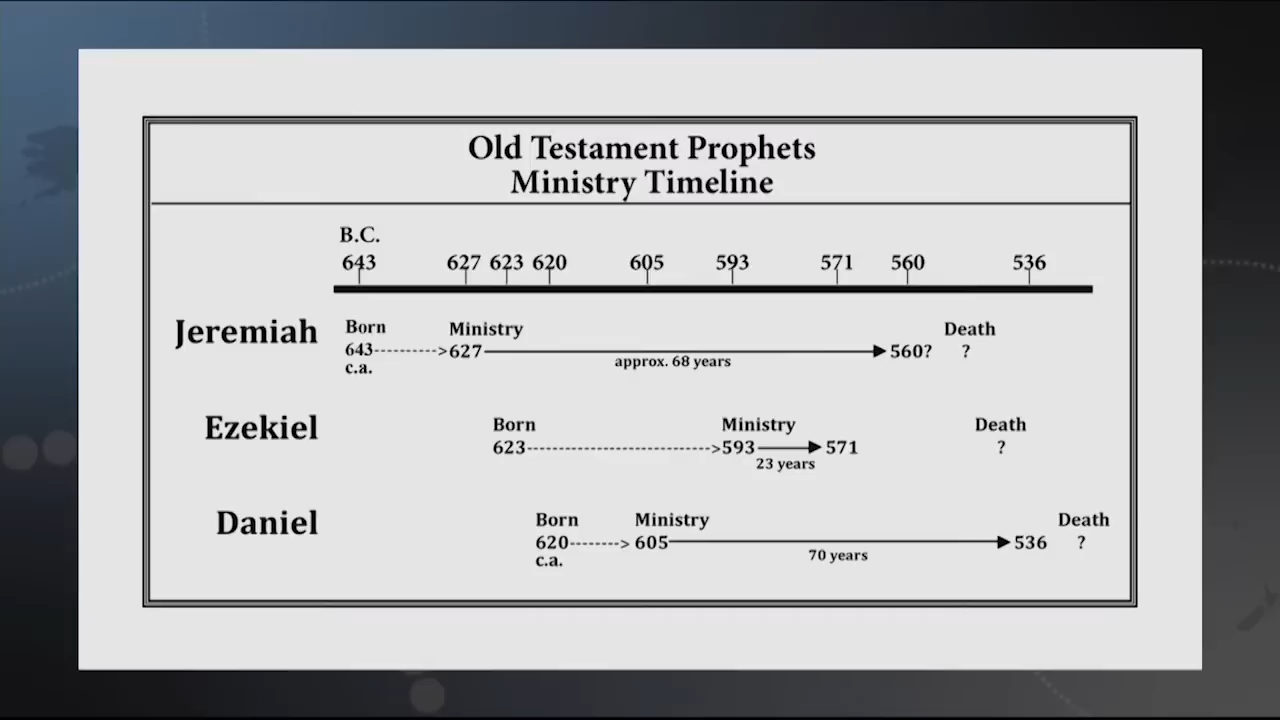 Old Testament Prophets
Ministry Timeline
B.C.
643 627 623 620 605 593 571 560 536
Jeremiah
Born Ministry Death
643 627 560? ?
c.a.
approx. 68 years
Ezekiel
Born Ministry Death
623 593 571 ?
23 years
Daniel
Born Ministry Death
620 605 536 ?
c.a.
70 years